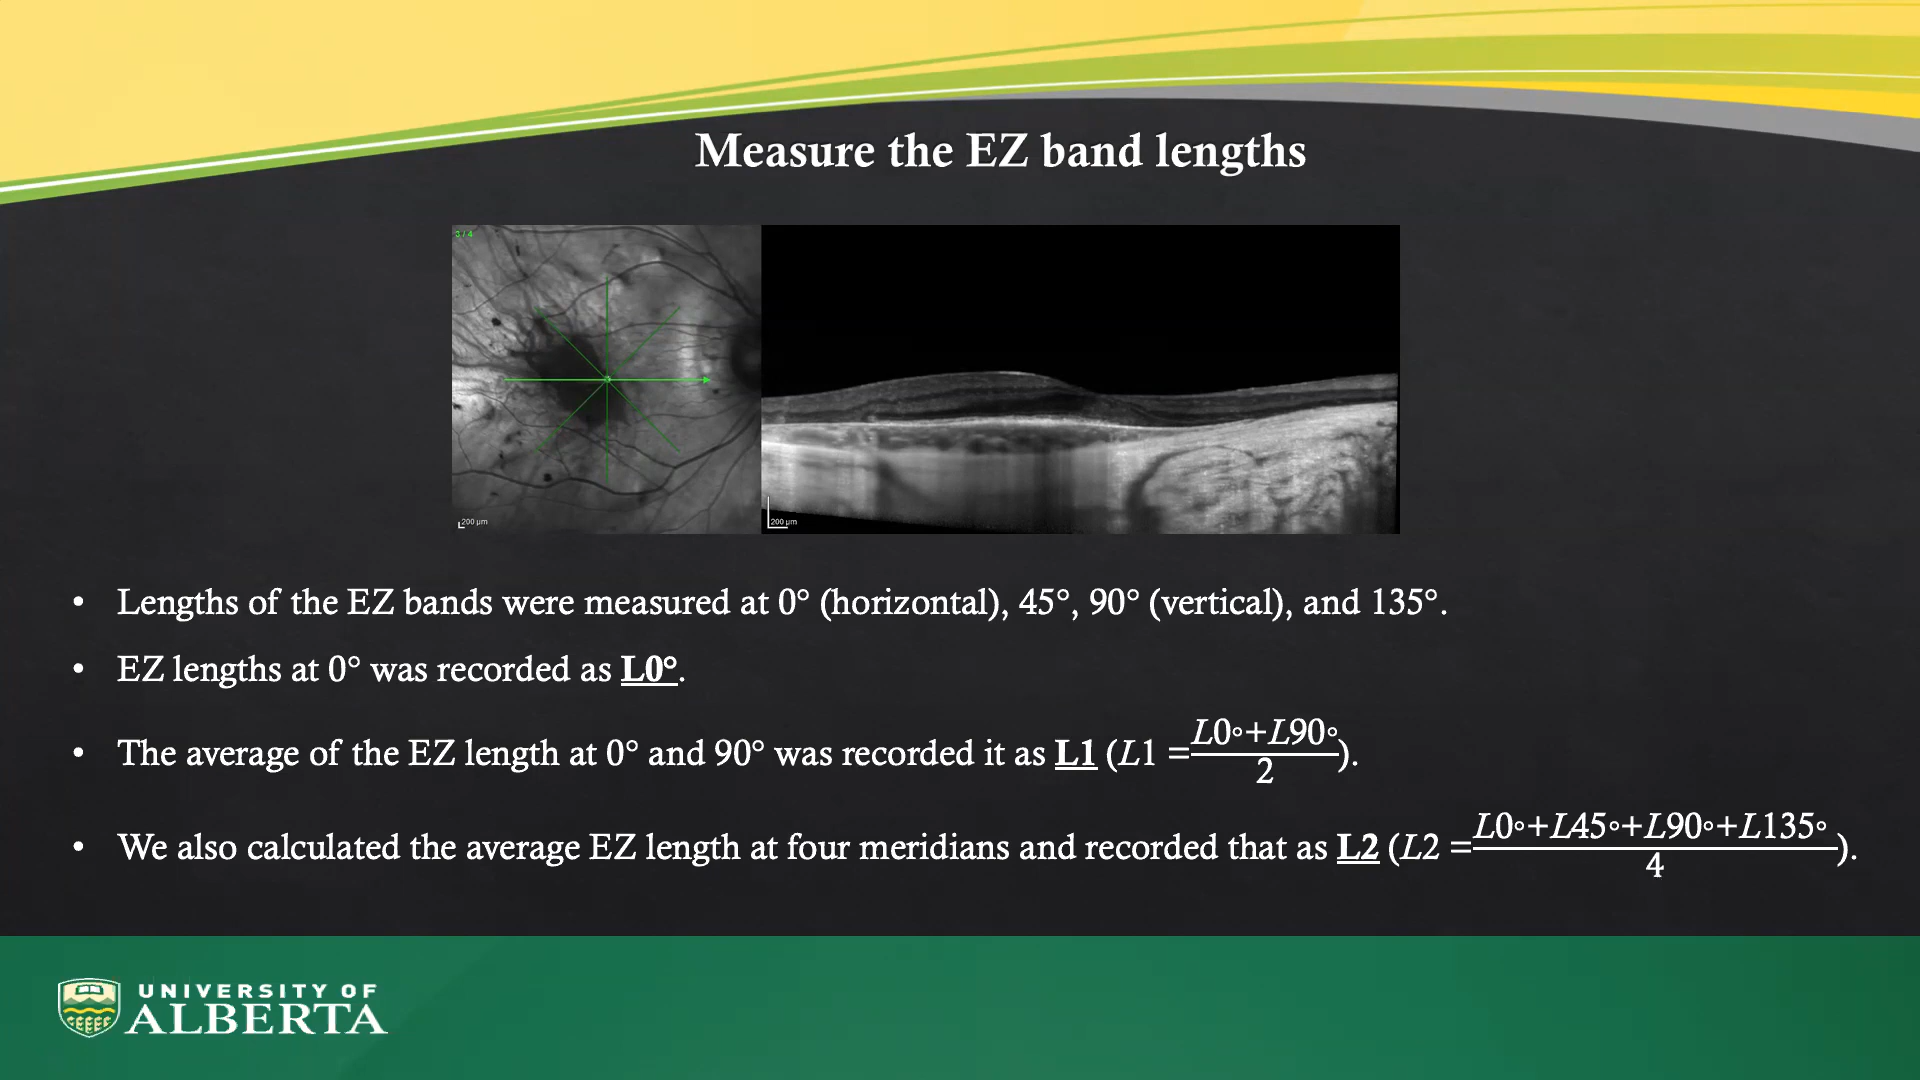 Measure the EZ band lengths
3 / 4
200 µm
200 µm
• Lengths of the EZ bands were measured at 0° (horizontal), 45°, 90° (vertical), and 135°.
• EZ lengths at 0° was recorded as L0°.
• The average of the EZ length at 0° and 90° was recorded it as L1 (L1 = (L0°+L90°)/2).
• We also calculated the average EZ length at four meridians and recorded that as L2 (L2 = (L0°+L45°+L90°+L135°)/4).
UNIVERSITY OF
ALBERTA